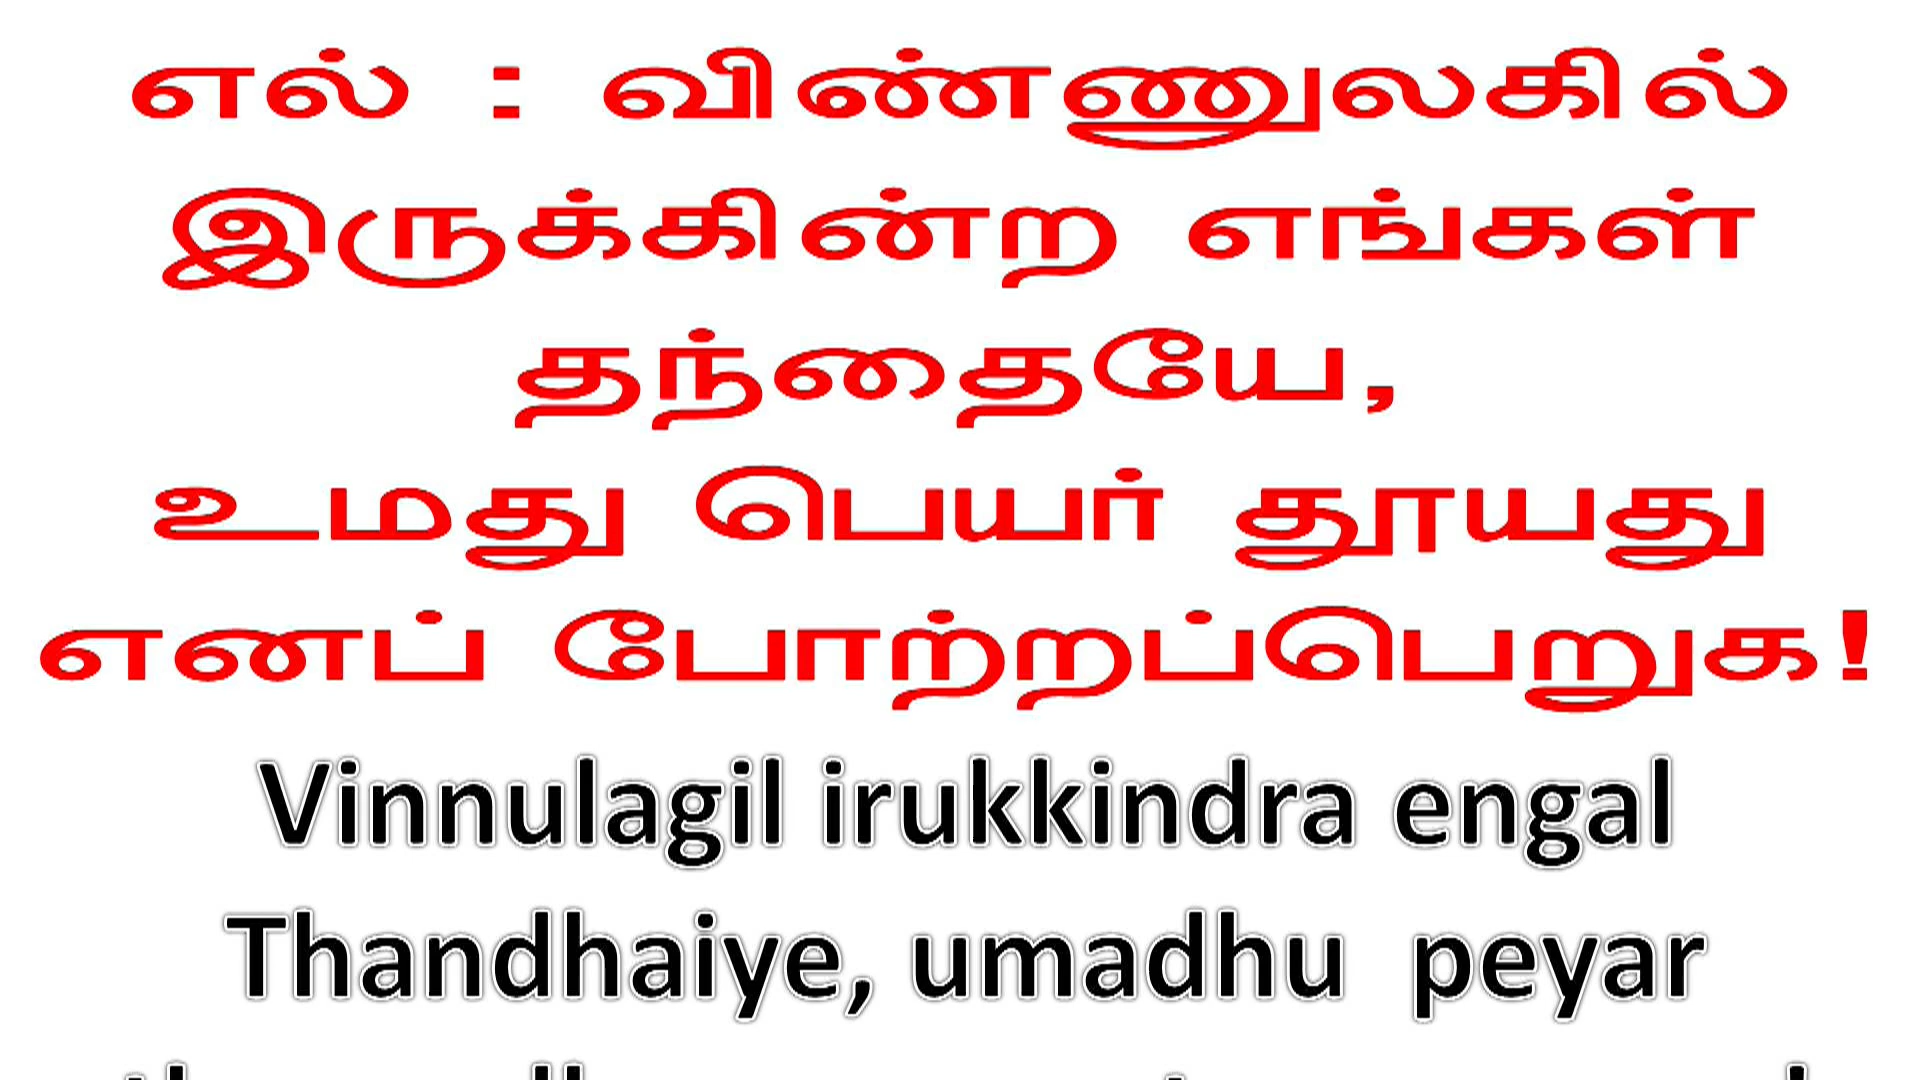 எல் : விண்ணுலகில்
இருக்கின்ற எங்கள்
தந்தையே,
உமது பெயர் தூயது
எனப் போற்றப்பெறுக!
Vinnulagil irukkindra engal
Thandhaiye, umadhu peyar